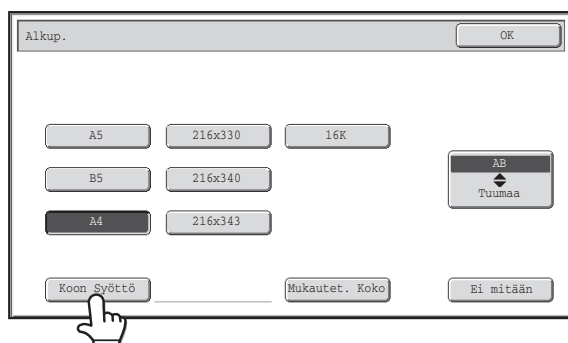 Alkup.
OK
A5
216x330
16K
B5
216x340
AB
Tuumaa
A4
216x343
Koon Syöttö
Mukautet. Koko
Ei mitään